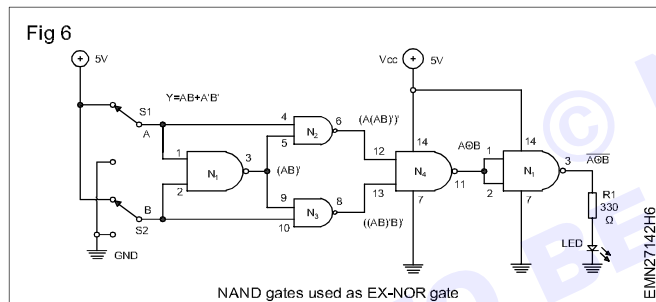 Fig 6
5V
Y=AB+A'B'
S1
A
1
2
N1
3
(AB)'
4
5
N2
6
(A(AB)')'
9
10
N3
8
((AB)'B)'
B
S2
GND
Vcc
5V
12
13
14
N4
7
11
A⊙B
1
2
14
N1
7
3
A⊙B
R1
330
Ω
LED
NAND gates used as EX-NOR gate
EMN27142H6
©
O BE